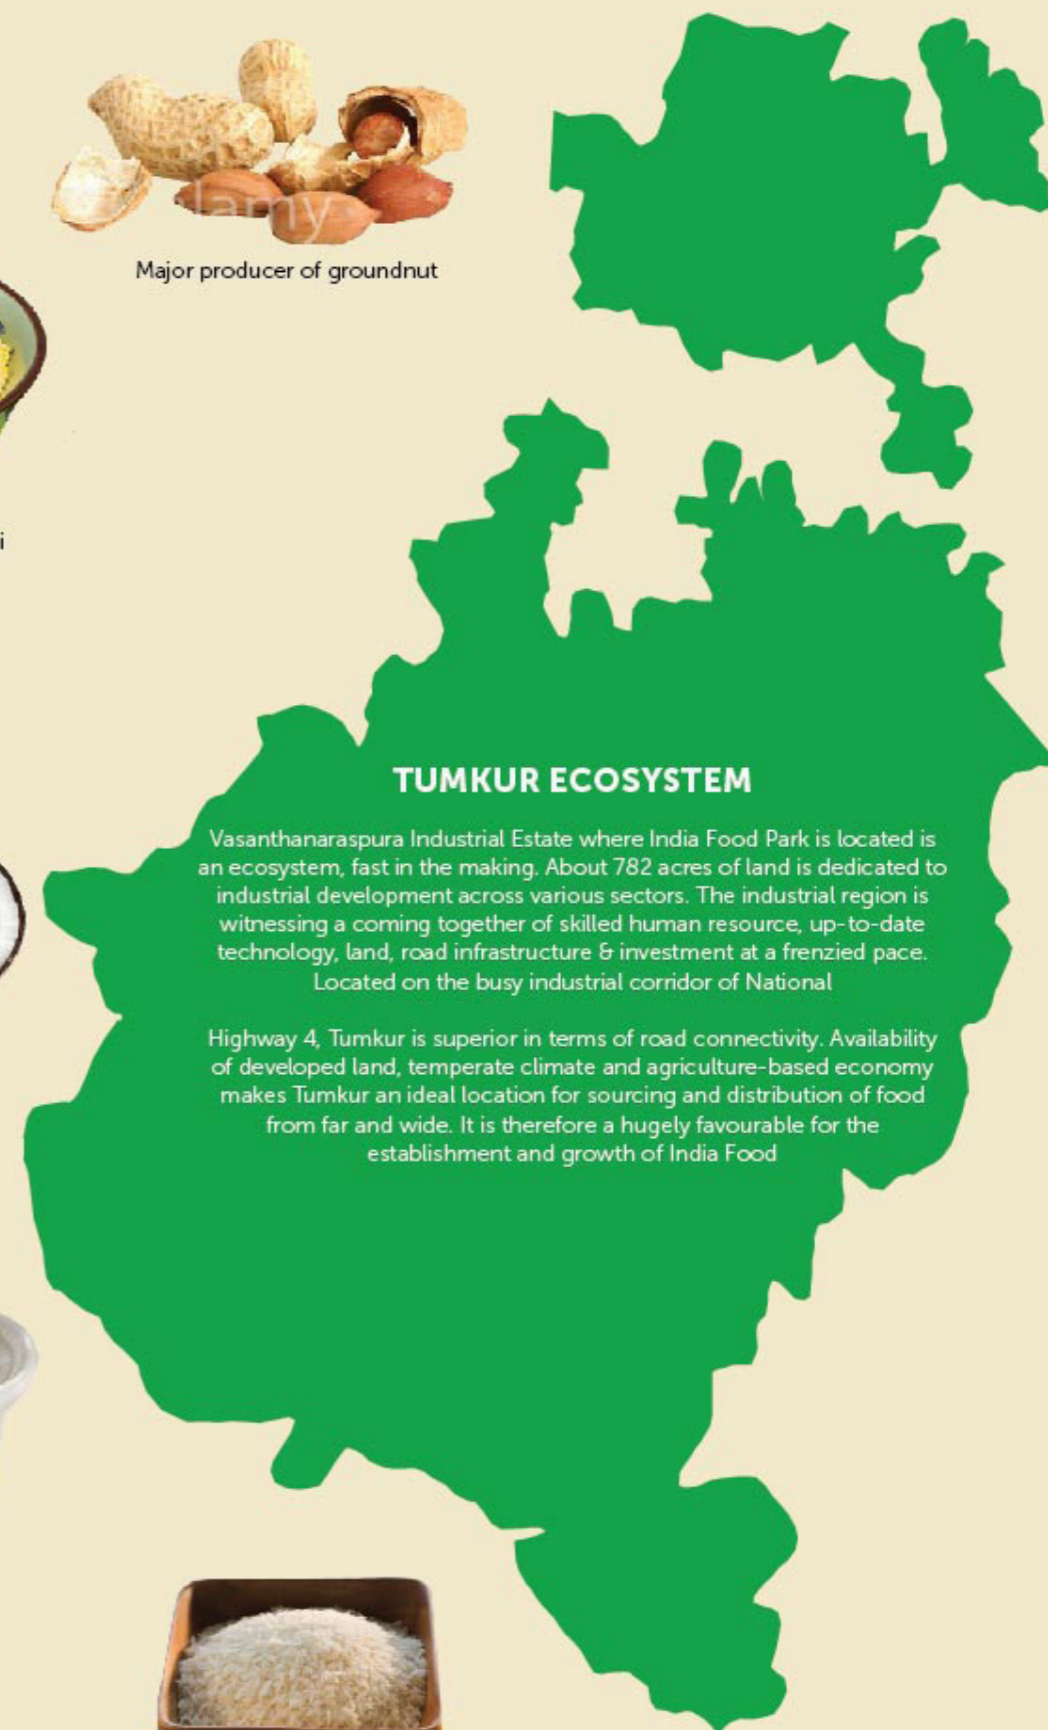 alamy
Major producer of groundnut
i
TUMKUR ECOSYSTEM
Vasanthanaraspura Industrial Estate where India Food Park is located is
an ecosystem, fast in the making. About 782 acres of land is dedicated to
industrial development across various sectors. The industrial region is
witnessing a coming together of skilled human resource, up-to-date
technology, land, road infrastructure & investment at a frenzied pace.
Located on the busy industrial corridor of National
Highway 4, Tumkur is superior in terms of road connectivity. Availability
of developed land, temperate climate and agriculture-based economy
makes Tumkur an ideal location for sourcing and distribution of food
from far and wide. It is therefore a hugely favourable for the
establishment and growth of India Food